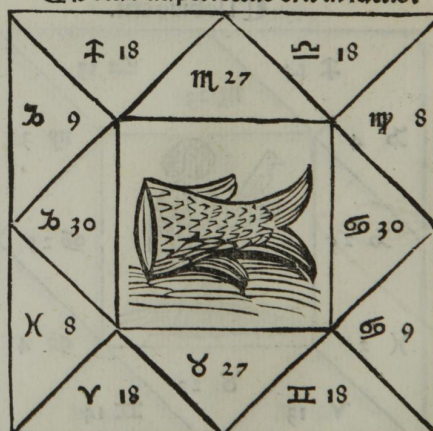 ♐ 18 ♎ 18
♏ 27
♑ 9 ♍ 8
♑ 30 ♋ 30
♓ 8 ♋ 9
♉ 27
♈ 18 ♊ 18